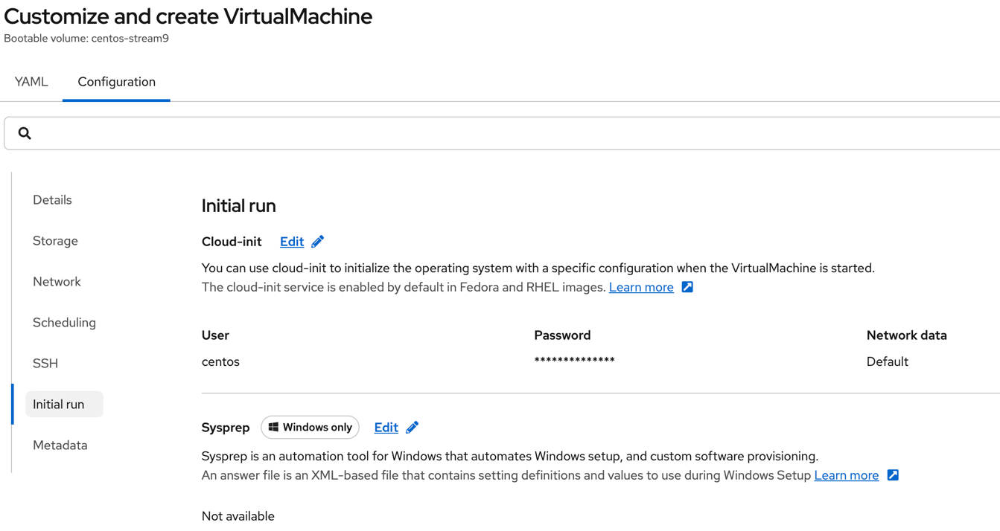 Customize and create VirtualMachine
Bootable volume: centos-stream9
YAML
Configuration
Details
Storage
Network
Scheduling
SSH
Initial run
Metadata
Initial run
Cloud-init Edit
You can use cloud-init to initialize the operating system with a specific configuration when the VirtualMachine is started.
The cloud-init service is enabled by default in Fedora and RHEL images. Learn more
User Password Network data
centos ************** Default
Sysprep Windows only Edit
Sysprep is an automation tool for Windows that automates Windows setup, and custom software provisioning.
An answer file is an XML-based file that contains setting definitions and values to use during Windows Setup Learn more
Not available